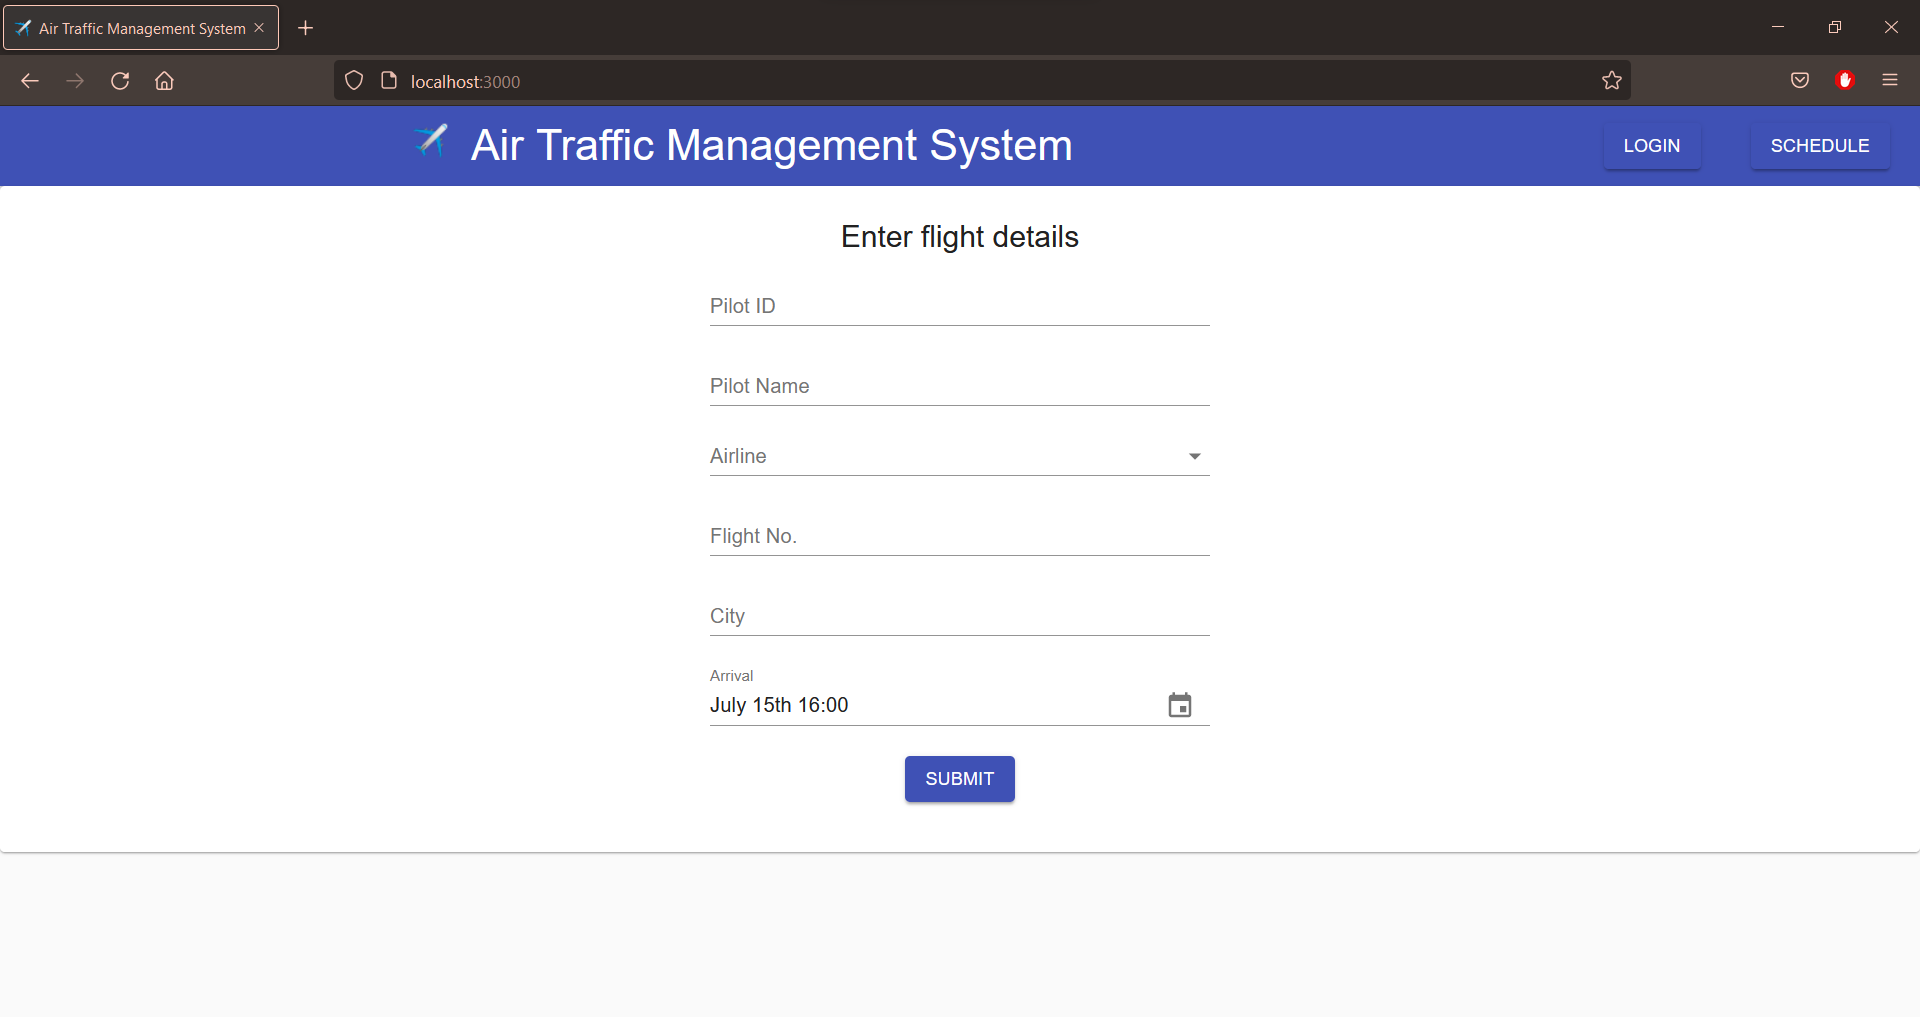 Air Traffic Management System
localhost:3000
Air Traffic Management System
LOGIN
SCHEDULE
Enter flight details
Pilot ID
Pilot Name
Airline
Flight No.
City
Arrival
July 15th 16:00
SUBMIT